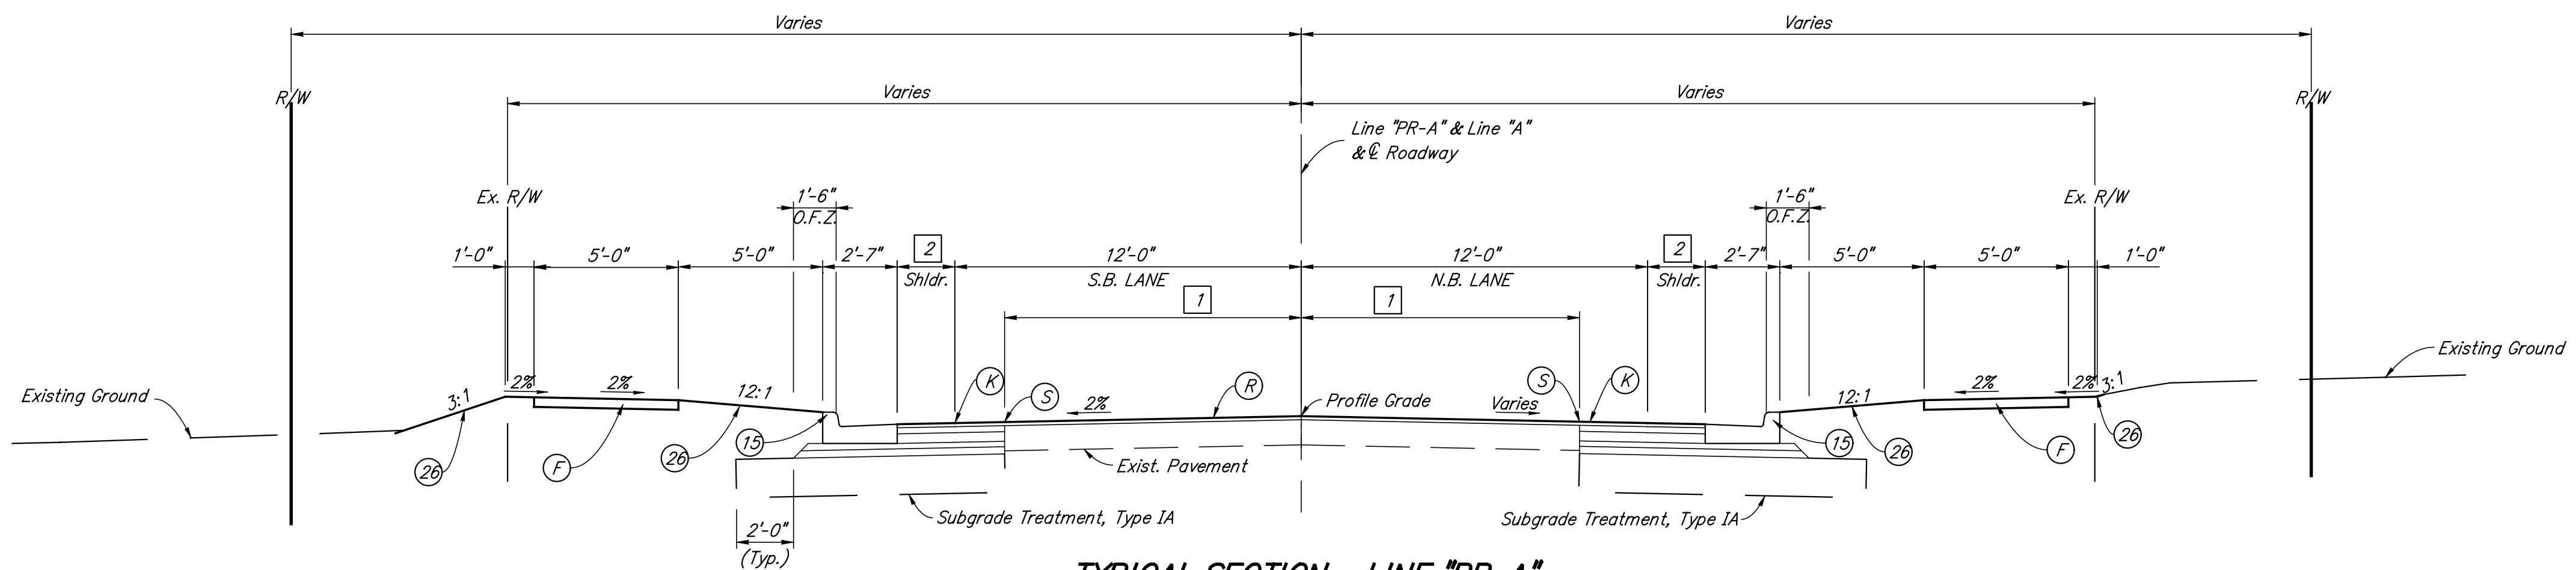 Varies Varies
R/W Varies Varies R/W
Line "PR-A" & Line "A"
& ℄ Roadway
Ex. R/W 1'-6" 1'-6" Ex. R/W
O.F.Z. O.F.Z.
1'-0" 5'-0" 5'-0" 2'-7" 2 12'-0" 12'-0" 2 2'-7" 5'-0" 5'-0" 1'-0"
Shldr. S.B. LANE N.B. LANE Shldr.
1 1
Existing Ground 3:1 2% 2% 12:1 K S 2% R Profile Grade Varies S K 12:1 2% 2% 3:1 Existing Ground
26 F 26 15 Exist. Pavement 15 26 F 26
Subgrade Treatment, Type IA Subgrade Treatment, Type IA
2'-0"
(Typ.)
TYPICAL SECTION - LINE "PR-A"